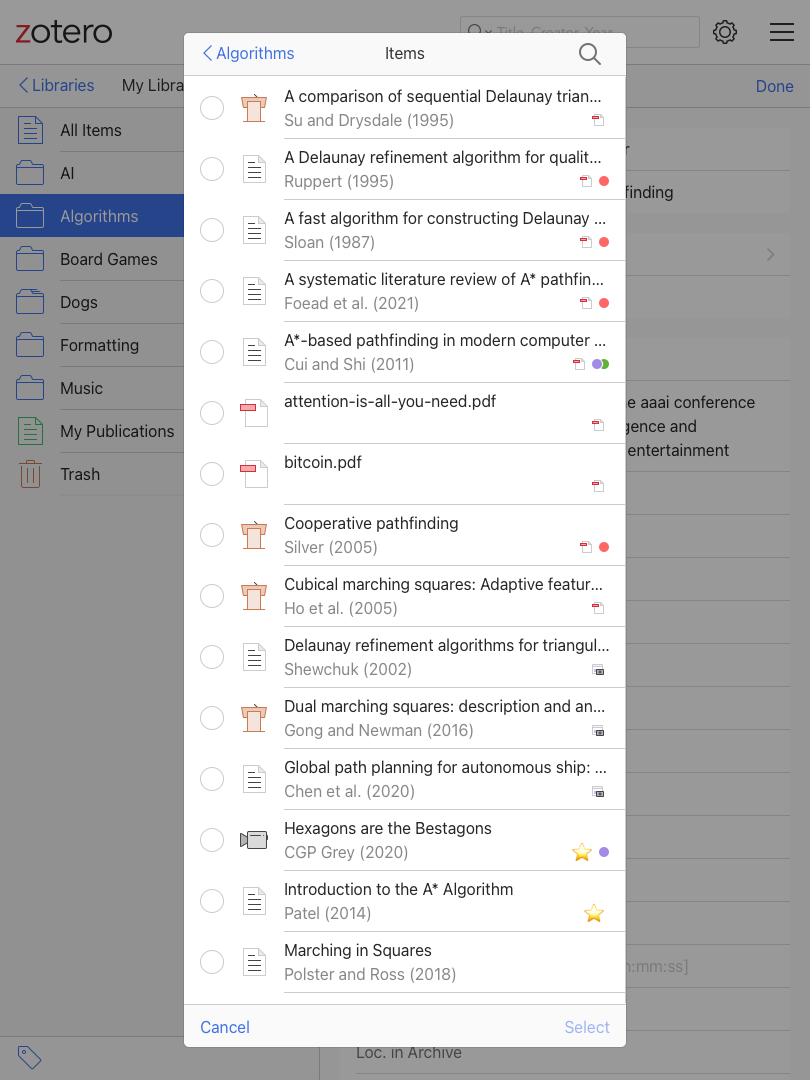 zotero
Title, Creator, Year
Libraries
My Libra
Done
All Items
AI
Algorithms
Board Games
Dogs
Formatting
Music
My Publications
Trash
Algorithms
Items
A comparison of sequential Delaunay trian...
Su and Drysdale (1995)
A Delaunay refinement algorithm for qualit...
Ruppert (1995)
A fast algorithm for constructing Delaunay ...
Sloan (1987)
A systematic literature review of A* pathfin...
Foead et al. (2021)
A*-based pathfinding in modern computer ...
Cui and Shi (2011)
attention-is-all-you-need.pdf
bitcoin.pdf
Cooperative pathfinding
Silver (2005)
Cubical marching squares: Adaptive featur...
Ho et al. (2005)
Delaunay refinement algorithms for triangul...
Shewchuk (2002)
Dual marching squares: description and an...
Gong and Newman (2016)
Global path planning for autonomous ship: ...
Chen et al. (2020)
Hexagons are the Bestagons
CGP Grey (2020)
Introduction to the A* Algorithm
Patel (2014)
Marching in Squares
Polster and Ross (2018)
Cancel
Select
r
finding
e aaai conference
gence and
entertainment
n:mm:ss]
Loc. in Archive